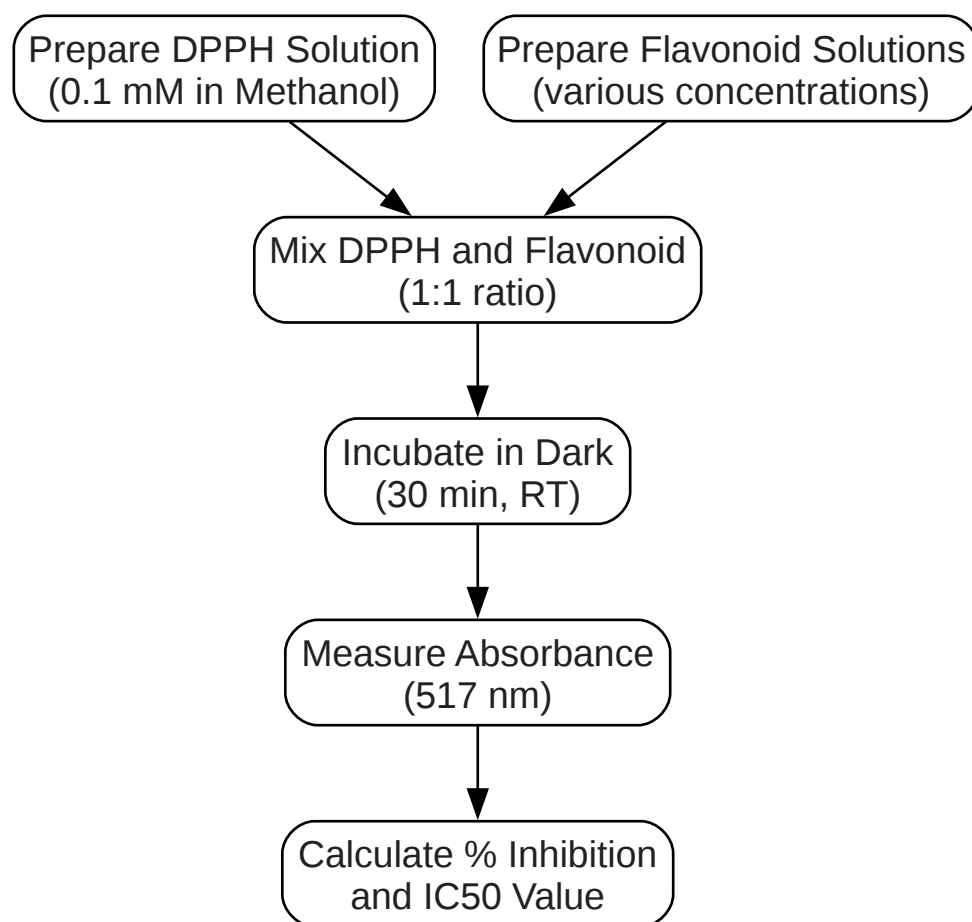 Prepare DPPH Solution
(0.1 mM in Methanol)
Prepare Flavonoid Solutions
(various concentrations)
Mix DPPH and Flavonoid
(1:1 ratio)
Incubate in Dark
(30 min, RT)
Measure Absorbance
(517 nm)
Calculate % Inhibition
and IC50 Value